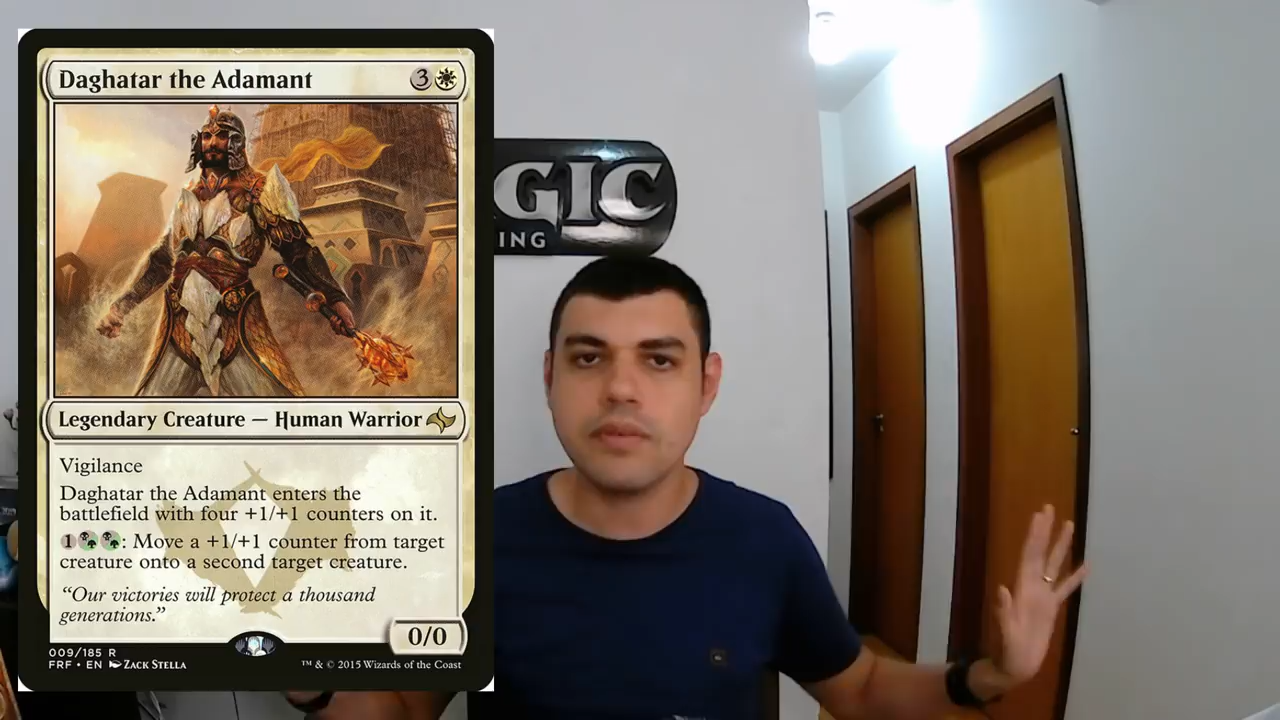 Daghatar the Adamant 3
Legendary Creature — Human Warrior
Vigilance
Daghatar the Adamant enters the
battlefield with four +1/+1 counters on it.
1: Move a +1/+1 counter from target
creature onto a second target creature.
“Our victories will protect a thousand
generations.”
0/0
009/185 R
FRF • EN Zack Stella
™ & © 2015 Wizards of the Coast
GIC
ING